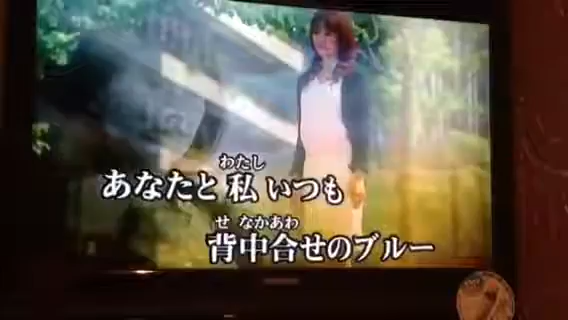 わたし
あなたと私いつも
せなかあわ
背中合せのブルー